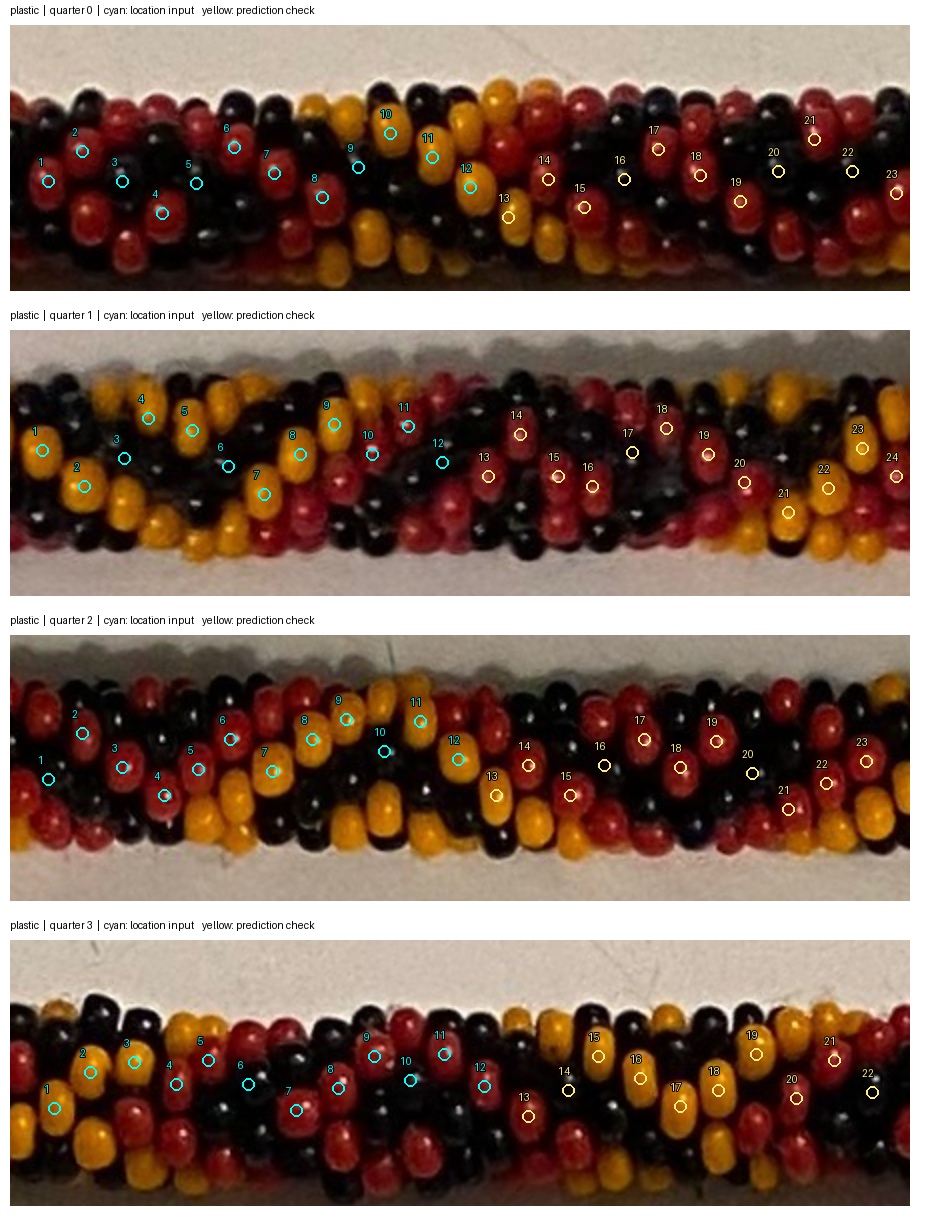 plastic | quarter 0 | cyan: location input yellow: prediction check
1 2 3 4 5 6 7 8 9 10 11 12 13 14 15 16 17 18 19 20 21 22 23
plastic | quarter 1 | cyan: location input yellow: prediction check
1 2 3 4 5 6 7 8 9 10 11 12 13 14 15 16 17 18 19 20 21 22 23 24
plastic | quarter 2 | cyan: location input yellow: prediction check
1 2 3 4 5 6 7 8 9 10 11 12 13 14 15 16 17 18 19 20 21 22 23
plastic | quarter 3 | cyan: location input yellow: prediction check
1 2 3 4 5 6 7 8 9 10 11 12 13 14 15 16 17 18 19 20 21 22